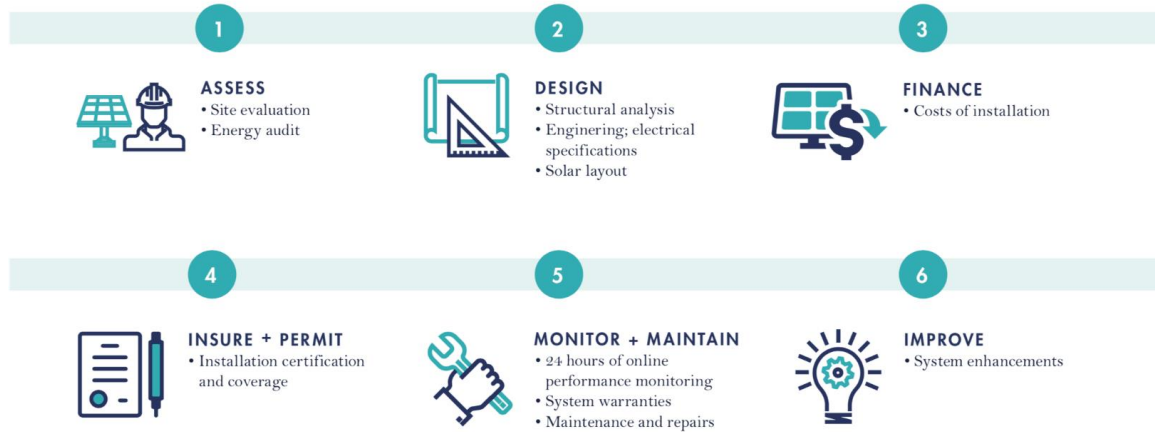 1
ASSESS
• Site evaluation
• Energy audit
2
DESIGN
• Structural analysis
• Enginering; electrical
specifications
• Solar layout
3
FINANCE
• Costs of installation
4
INSURE + PERMIT
• Installation certification
and coverage
5
MONITOR + MAINTAIN
• 24 hours of online
performance monitoring
• System warranties
• Maintenance and repairs
6
IMPROVE
• System enhancements